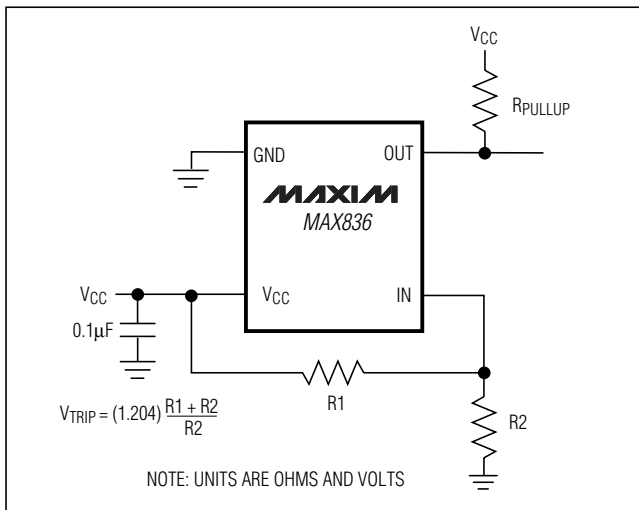 VCC
RPULLUP
GND OUT
MAXIM
MAX836
VCC VCC IN
0.1μF
R1
VTRIP = (1.204) R1 + R2
R2
R2
NOTE: UNITS ARE OHMS AND VOLTS